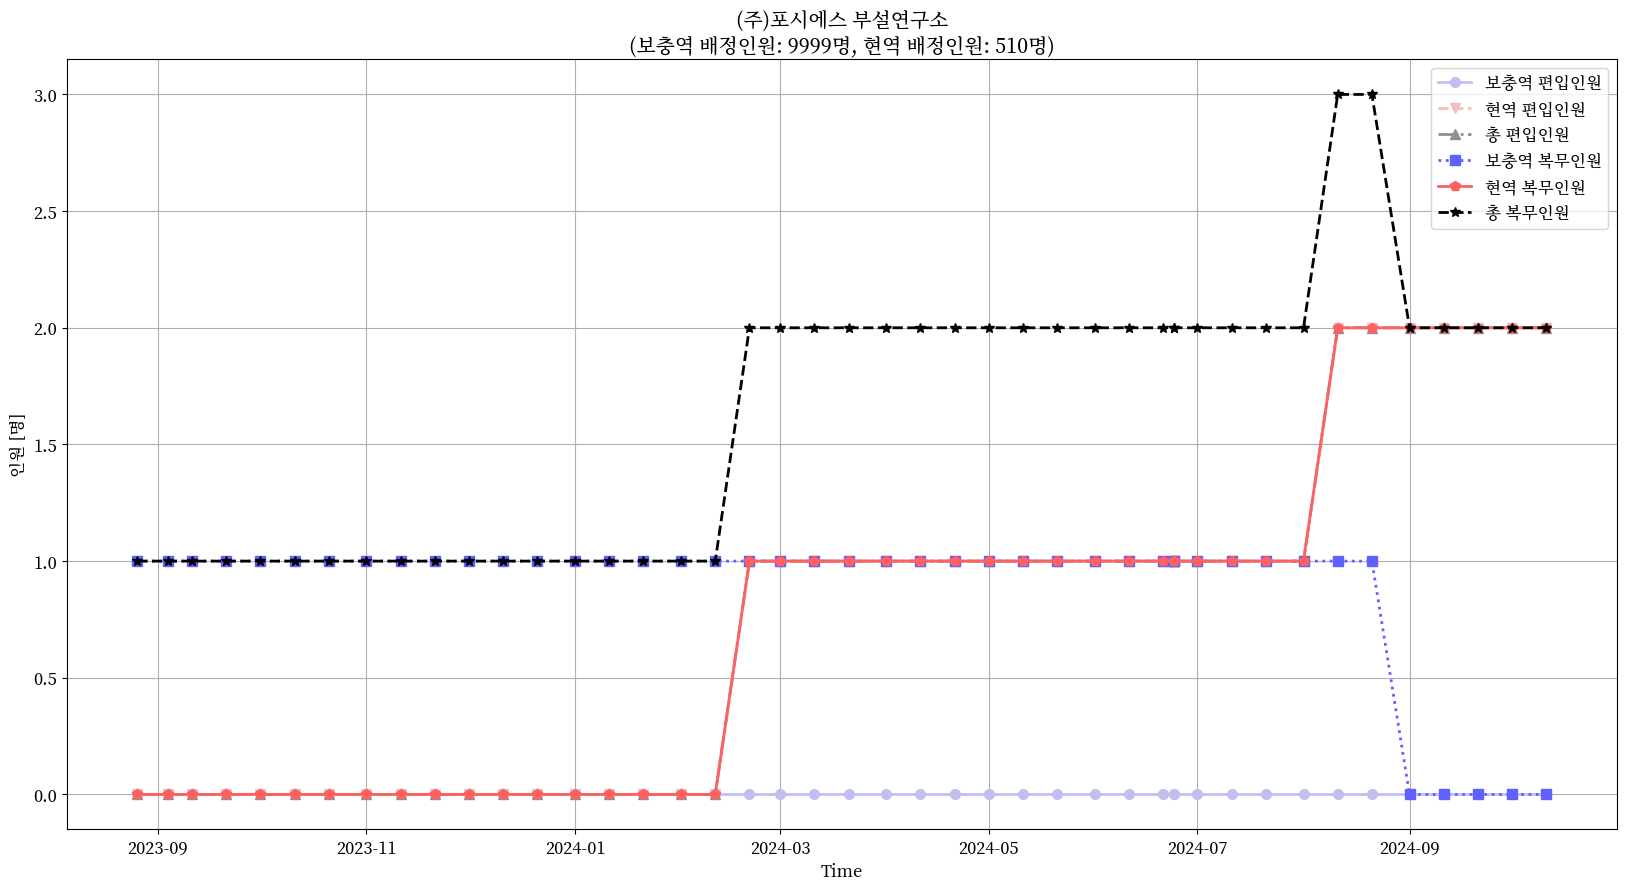 (주)포시에스 부설연구소
(보충역 배정인원: 9999명, 현역 배정인원: 510명)
보충역 편입인원
현역 편입인원
총 편입인원
보충역 복무인원
현역 복무인원
총 복무인원
인원 [명]
3.0
2.5
2.0
1.5
1.0
0.5
0.0
2023-09
2023-11
2024-01
2024-03
2024-05
2024-07
2024-09
Time